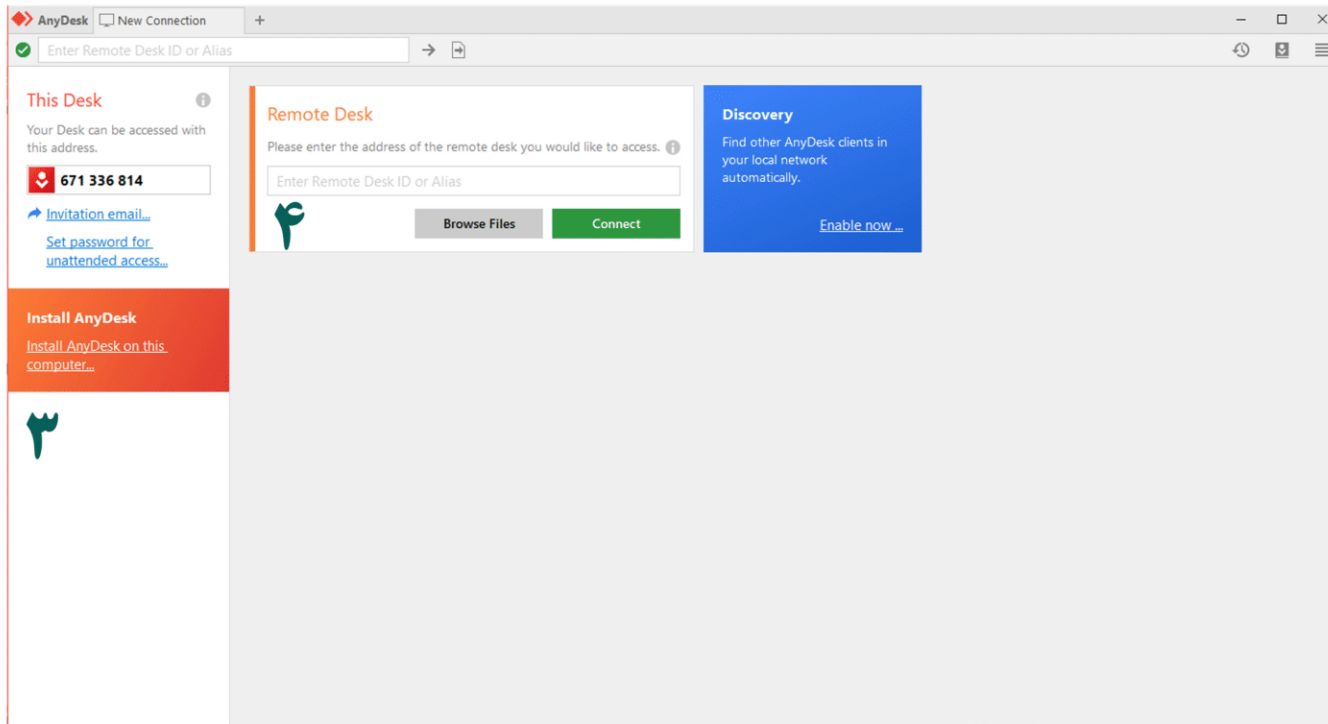 AnyDesk
New Connection
+
Enter Remote Desk ID or Alias
This Desk
Your Desk can be accessed with
this address.
671 336 814
Invitation email...
Set password for
unattended access...
Install AnyDesk
Install AnyDesk on this
computer...
۳
Remote Desk
Please enter the address of the remote desk you would like to access.
Enter Remote Desk ID or Alias
۴
Browse Files
Connect
Discovery
Find other AnyDesk clients in
your local network
automatically.
Enable now ...